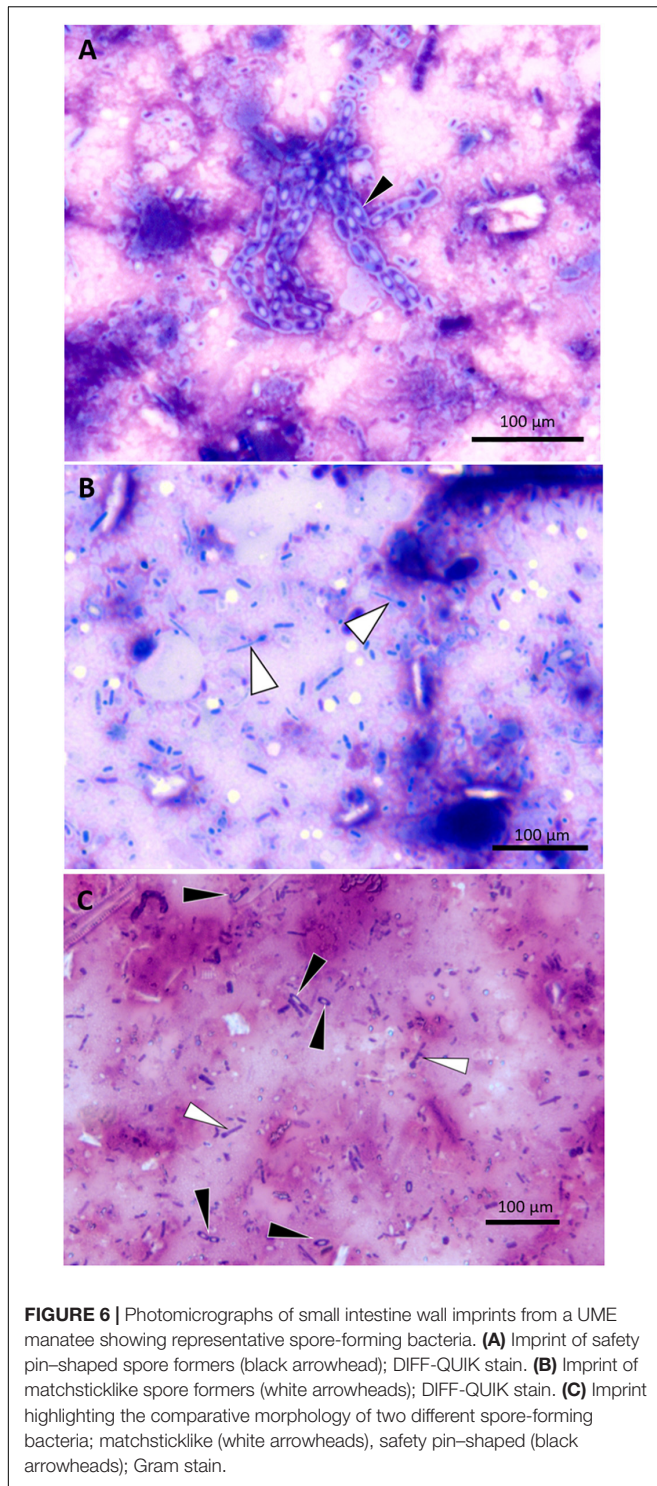 A
100 µm
B
100 µm
C
100 µm
FIGURE 6 | Photomicrographs of small intestine wall imprints from a UME
manatee showing representative spore-forming bacteria. (A) Imprint of safety
pin–shaped spore formers (black arrowhead); DIFF-QUIK stain. (B) Imprint of
matchsticklike spore formers (white arrowheads); DIFF-QUIK stain. (C) Imprint
highlighting the comparative morphology of two different spore-forming
bacteria; matchsticklike (white arrowheads), safety pin–shaped (black
arrowheads); Gram stain.